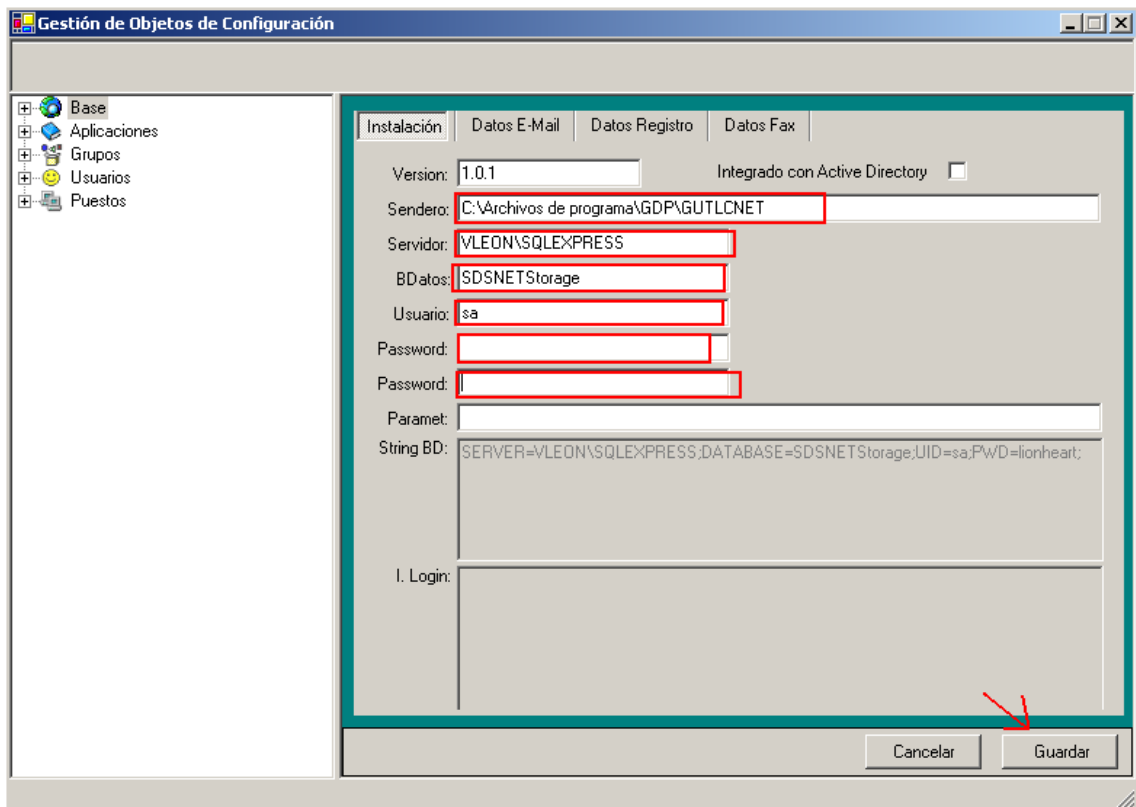 Gestión de Objetos de Configuración
Base
Aplicaciones
Grupos
Usuarios
Puestos
Instalación Datos E-Mail Datos Registro Datos Fax
Version: 1.0.1 Integrado con Active Directory
Sendero: C:\Archivos de programa\GDP\GUTLCNET
Servidor: VLEON\SQLEXPRESS
BDatos: SDSNETStorage
Usuario: sa
Password:
Password:
Paramet:
String BD: SERVER=VLEON\SQLEXPRESS;DATABASE=SDSNETStorage;UID=sa;PWD=lionheart;
I. Login:
Cancelar Guardar